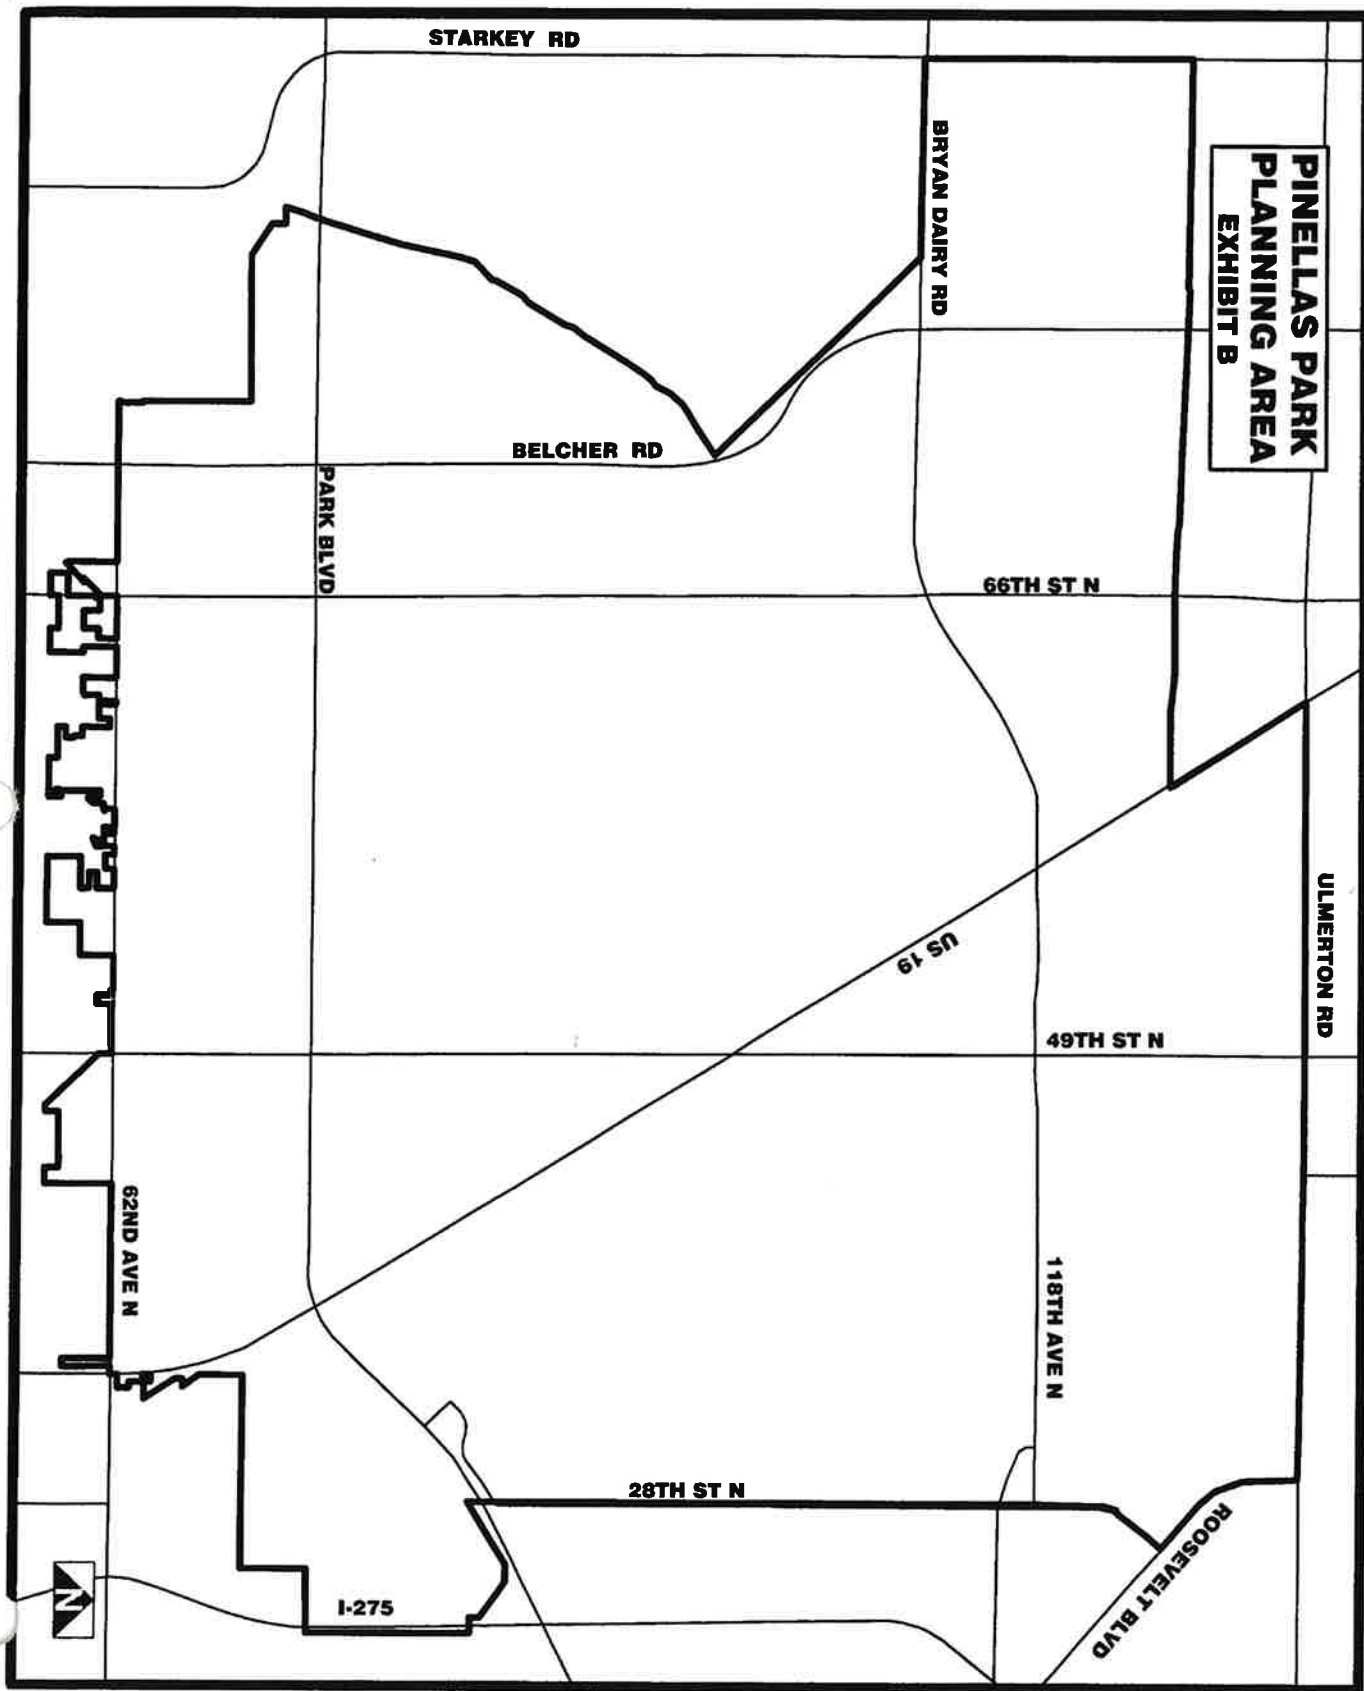 PINELLAS PARK
PLANNING AREA
EXHIBIT B
STARKEY RD
BRYAN DAIRY RD
BELCHER RD
PARK BLVD
66TH ST N
ULMERTON RD
US 19
49TH ST N
62ND AVE N
118TH AVE N
28TH ST N
ROOSEVELT BLVD
I-275
N